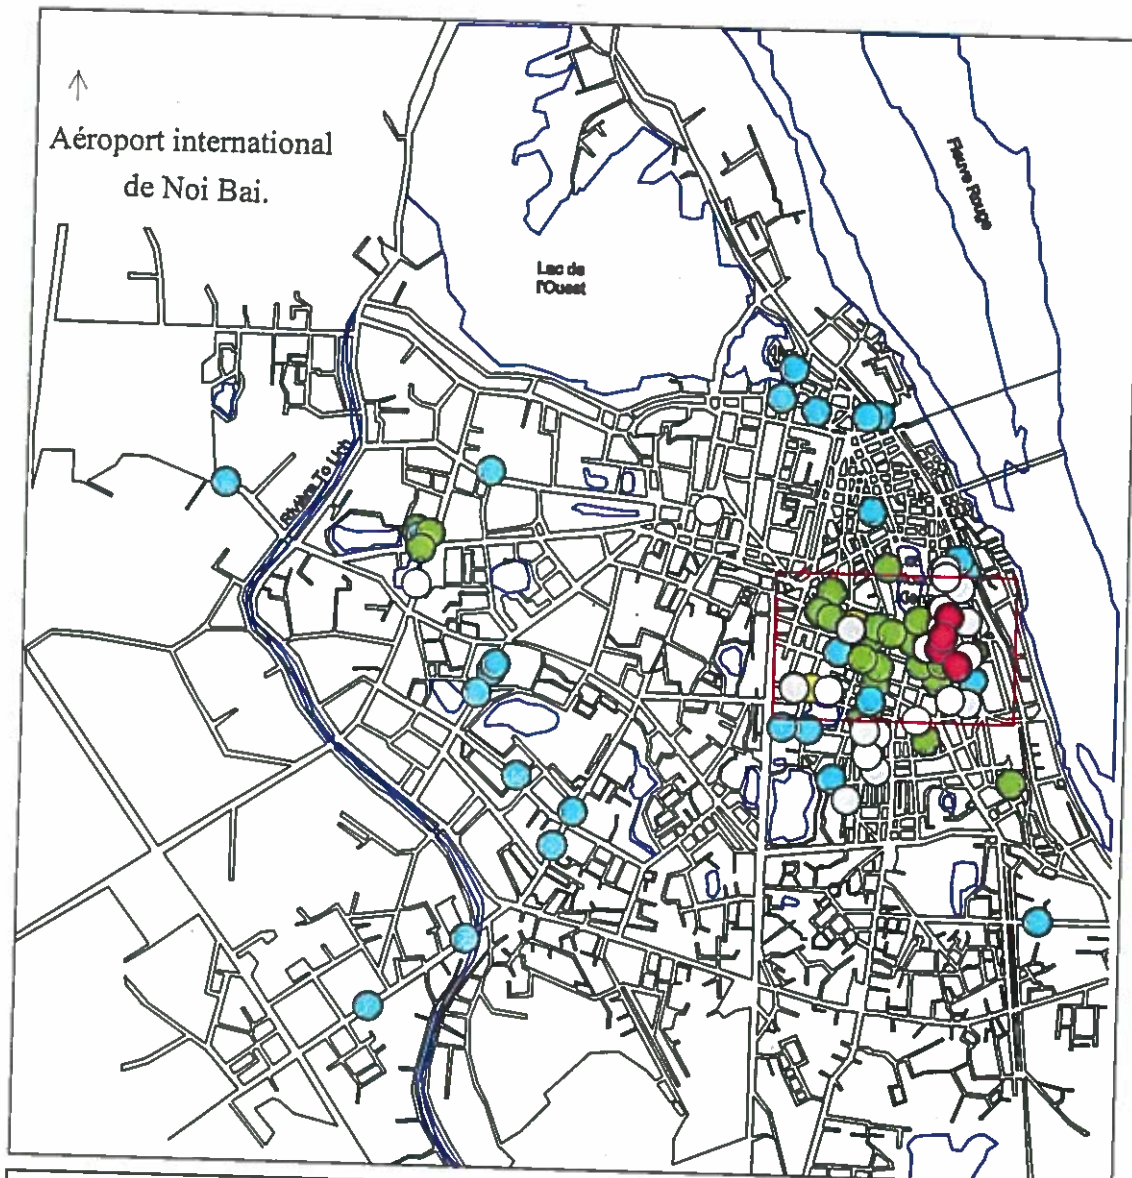 Aéroport international
de Noi Bai.
Fleuve Rouge
Lac de
l'Ouest
Rivière To Lich